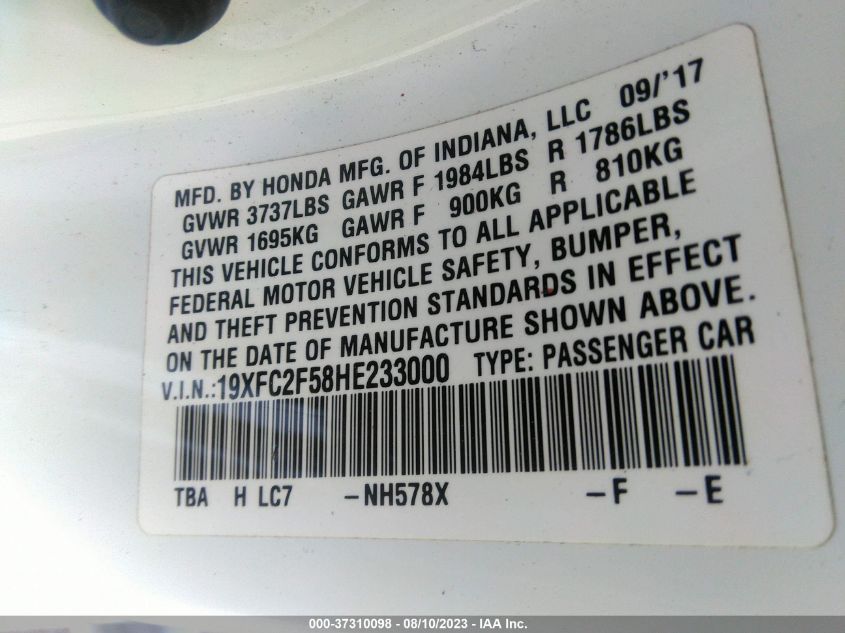 MFD. BY HONDA MFG. OF INDIANA, LLC 09/'17
GVWR 3737LBS GAWR F 1984LBS R 1786LBS
GVWR 1695KG GAWR F 900KG R 810KG
THIS VEHICLE CONFORMS TO ALL APPLICABLE
FEDERAL MOTOR VEHICLE SAFETY, BUMPER,
AND THEFT PREVENTION STANDARDS IN EFFECT
ON THE DATE OF MANUFACTURE SHOWN ABOVE.
V.I.N.:19XFC2F58HE233000 TYPE: PASSENGER CAR
TBA H LC7 –NH578X –F –E
000-37310098 - 08/10/2023 - IAA Inc.